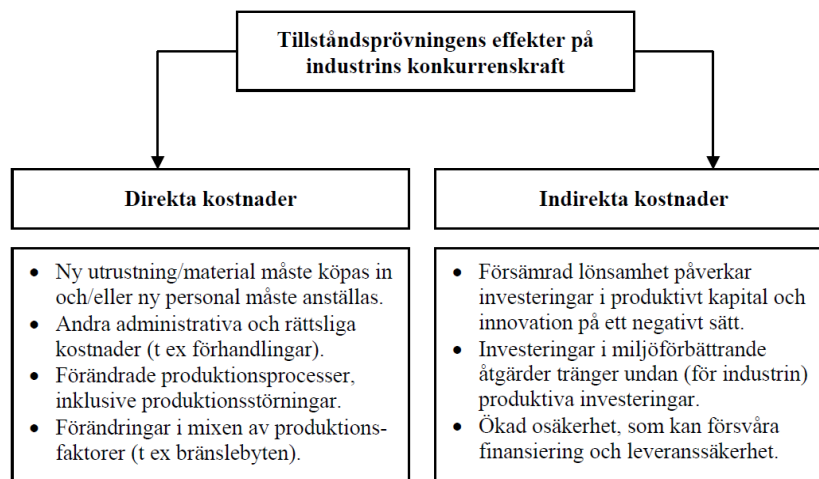 Tillståndsprövningens effekter på
industrins konkurrenskraft
Direkta kostnader
• Ny utrustning/material måste köpas in
och/eller ny personal måste anställas.
• Andra administrativa och rättsliga
kostnader (t ex förhandlingar).
• Förändrade produktionsprocesser,
inklusive produktionsstörningar.
• Förändringar i mixen av produktions-
faktorer (t ex bränslebyten).
Indirekta kostnader
• Försämrad lönsamhet påverkar
investeringar i produktivt kapital och
innovation på ett negativt sätt.
• Investeringar i miljöförbättrande
åtgärder tränger undan (för industrin)
produktiva investeringar.
• Ökad osäkerhet, som kan försvåra
finansiering och leveranssäkerhet.